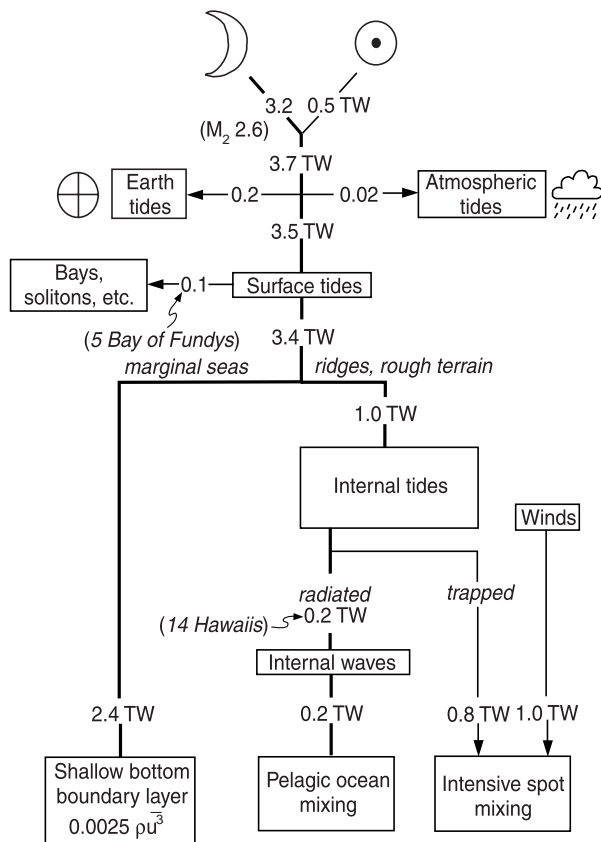 3.2 0.5 TW
(M₂ 2.6)
3.7 TW
Earth
tides
0.2
0.02
Atmospheric
tides
3.5 TW
Bays,
solitons, etc.
0.1
Surface tides
(5 Bay of Fundys)
3.4 TW
marginal seas
ridges, rough terrain
1.0 TW
Internal tides
Winds
radiated
trapped
(14 Hawaiis)
0.2 TW
Internal waves
2.4 TW
0.2 TW
0.8 TW
1.0 TW
Shallow bottom
boundary layer
0.0025 ρu̅³
Pelagic ocean
mixing
Intensive spot
mixing